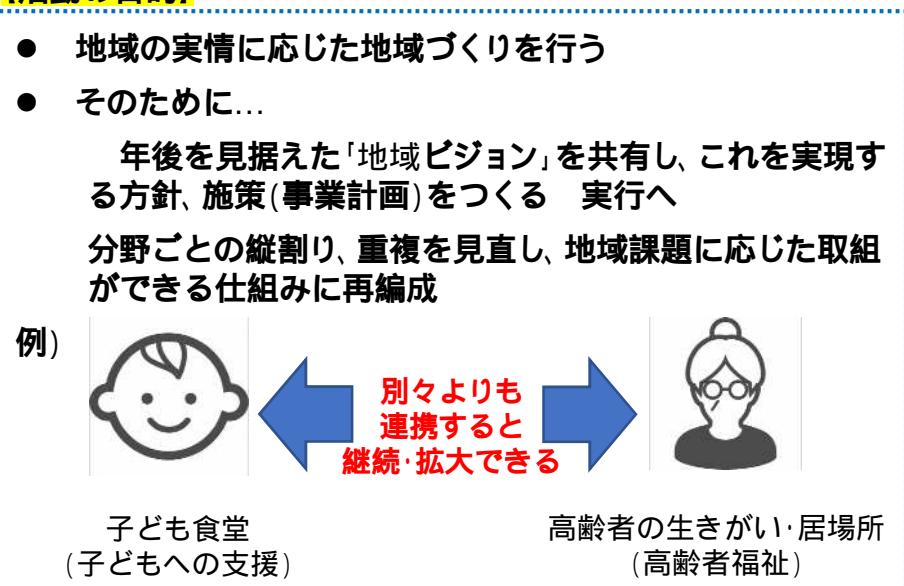 ● 地域の実情に応じた地域づくりを行う
● そのために…
年後を見据えた「地域ビジョン」を共有し、これを実現す
る方針、施策(事業計画)をつくる　実行へ
分野ごとの縦割り、重複を見直し、地域課題に応じた取組
ができる仕組みに再編成
例)
別々よりも
連携すると
継続・拡大できる
子ども食堂
(子どもへの支援)
高齢者の生きがい・居場所
(高齢者福祉)